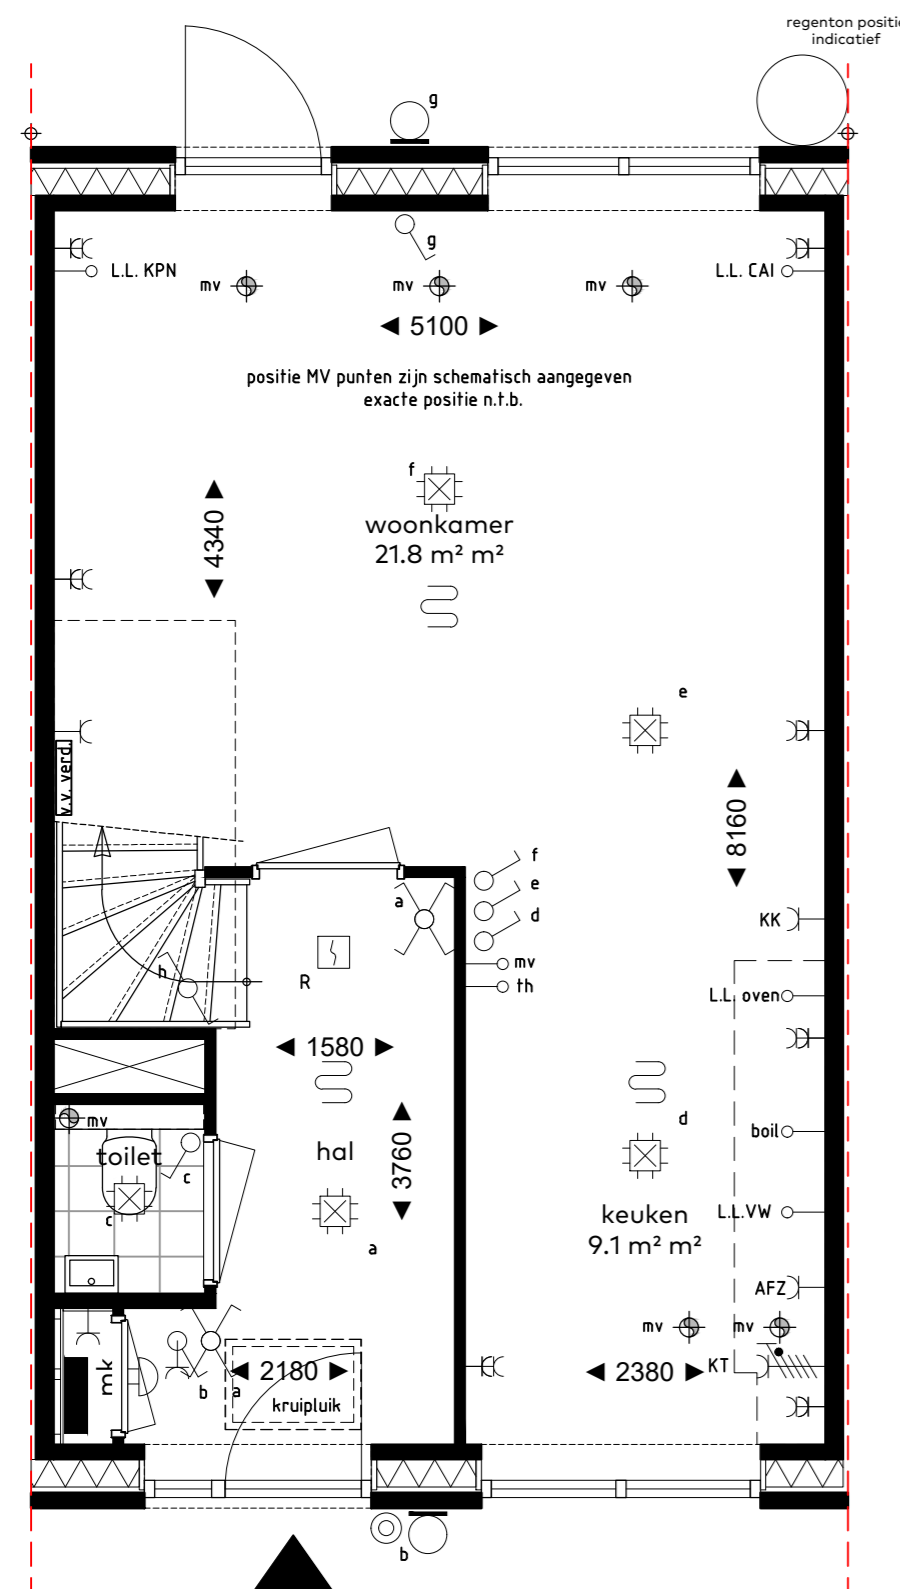 regenton positie
indicatief
g
g
L.L. KPN
L.L. CAI
mv
mv
mv
5100
positie MV punten zijn schematisch aangegeven
exacte positie n.t.b.
f
woonkamer
21.8 m² m²
4340
e
v.v. verd.
8160
f
a
e
d
KK
mv
h
R
th
L.L. oven
1580
mv
d
boil
toilet
hal
3760
c
c
keuken
L.L.VW
9.1 m² m²
a
AFZ
mv
mv
mk
2180
2380
KT
b
a
kruipluik
b